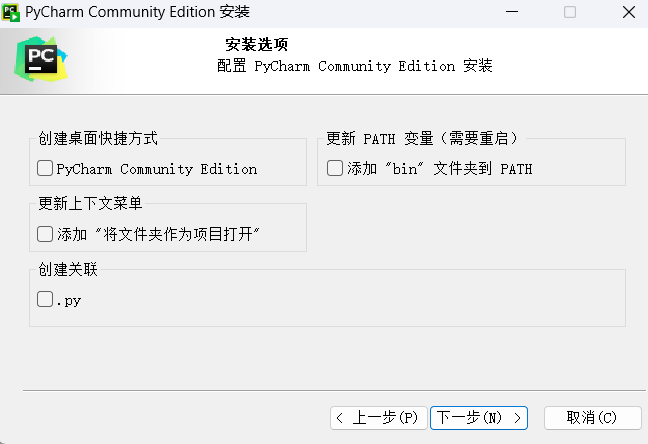 PyCharm Community Edition 安装
PC
安装选项
配置 PyCharm Community Edition 安装
创建桌面快捷方式
PyCharm Community Edition
更新 PATH 变量（需要重启）
添加 "bin" 文件夹到 PATH
更新上下文菜单
添加 "将文件夹作为项目打开"
创建关联
.py
< 上一步(P)
下一步(N) >
取消(C)